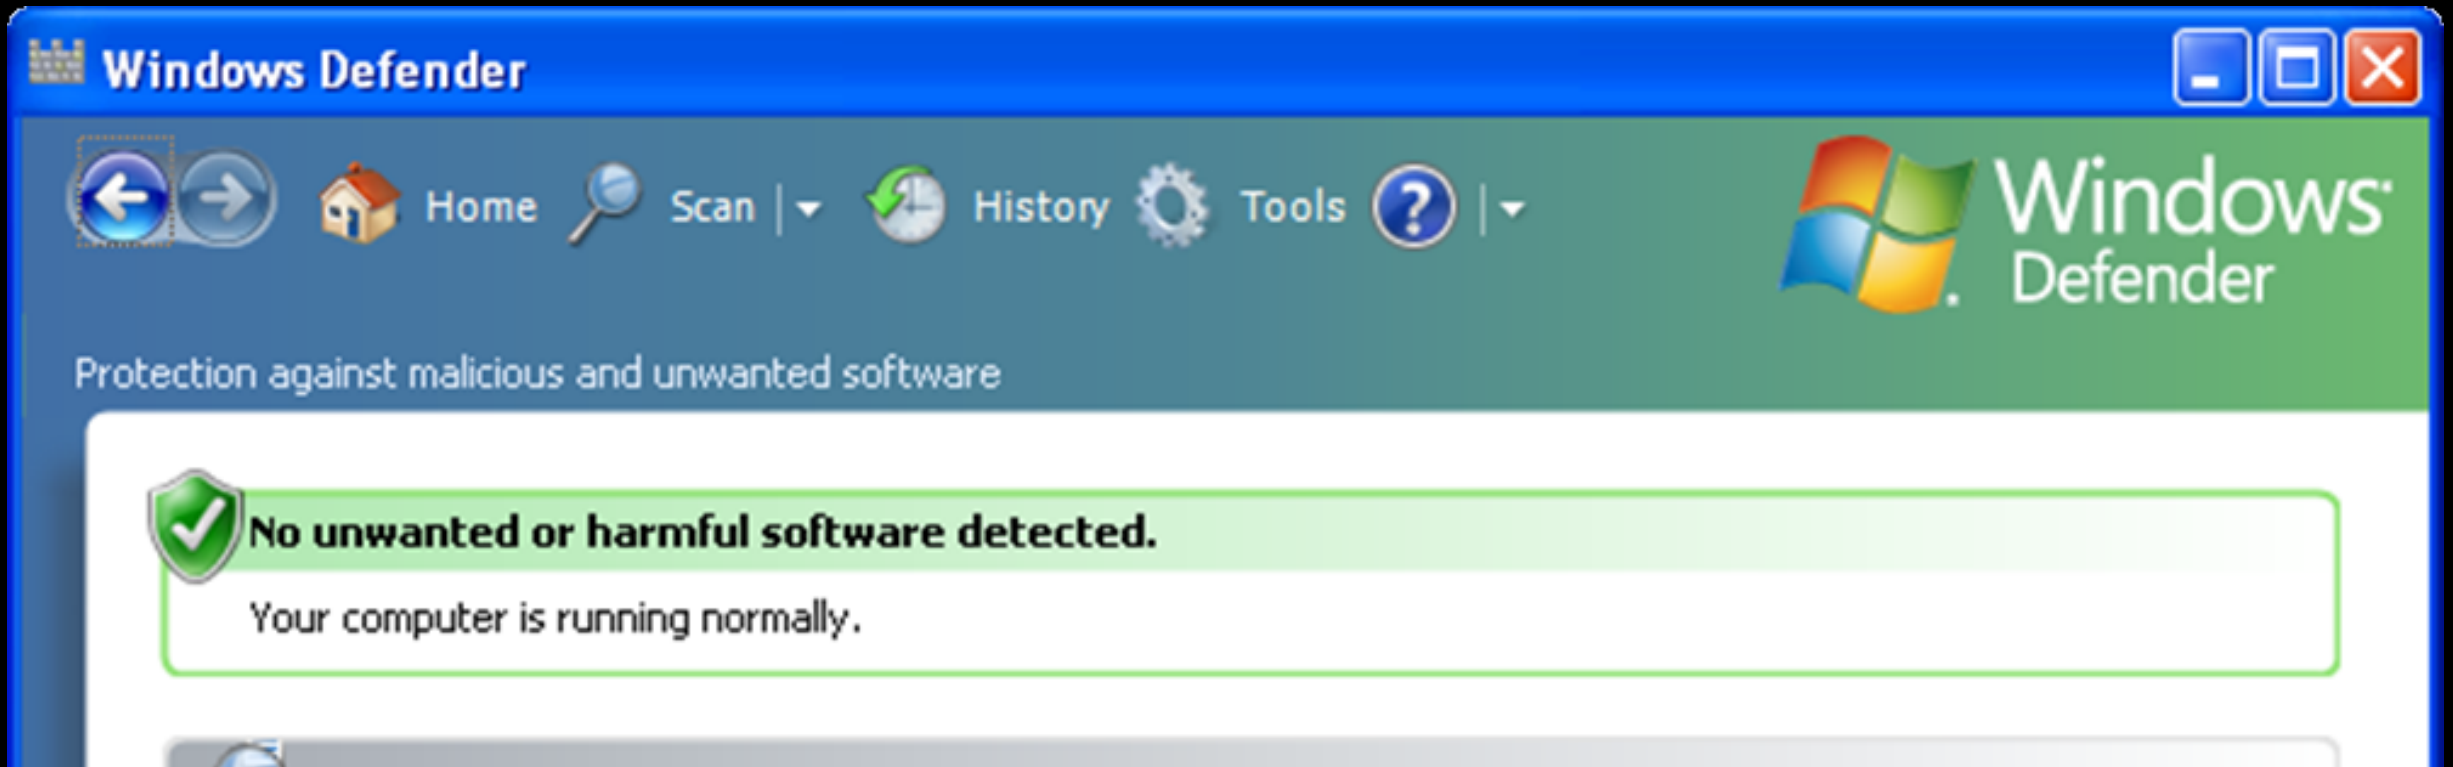 Windows Defender
Home Scan History Tools ?
Windows
Defender
Protection against malicious and unwanted software
No unwanted or harmful software detected.
Your computer is running normally.